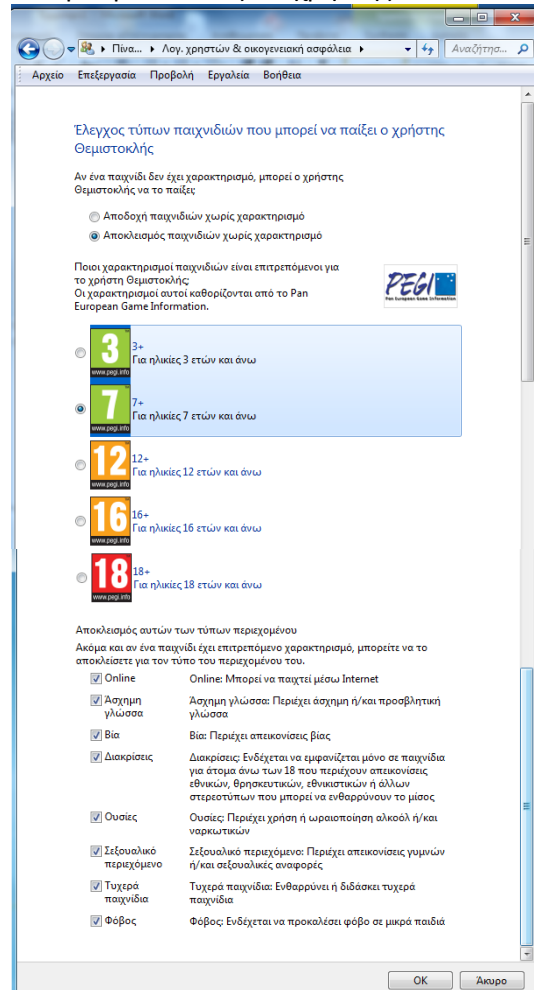 Πίνα... ▸ Λογ. χρηστών & οικογενειακή ασφάλεια ▸ Αναζήτησ...
Αρχείο Επεξεργασία Προβολή Εργαλεία Βοήθεια
Έλεγχος τύπων παιχνιδιών που μπορεί να παίξει ο χρήστης
Θεμιστοκλής
Αν ένα παιχνίδι δεν έχει χαρακτηρισμό, μπορεί ο χρήστης
Θεμιστοκλής να το παίξει;
Αποδοχή παιχνιδιών χωρίς χαρακτηρισμό
Αποκλεισμός παιχνιδιών χωρίς χαρακτηρισμό
Ποιοι χαρακτηρισμοί παιχνιδιών είναι επιτρεπόμενοι για
το χρήστη Θεμιστοκλής;
Οι χαρακτηρισμοί αυτοί καθορίζονται από το Pan
European Game Information.
PEGI
Pan European Game Information
3
www.pegi.info
3+
Για ηλικίες 3 ετών και άνω
7
www.pegi.info
7+
Για ηλικίες 7 ετών και άνω
12
www.pegi.info
12+
Για ηλικίες 12 ετών και άνω
16
www.pegi.info
16+
Για ηλικίες 16 ετών και άνω
18
www.pegi.info
18+
Για ηλικίες 18 ετών και άνω
Αποκλεισμός αυτών των τύπων περιεχομένου
Ακόμα και αν ένα παιχνίδι έχει επιτρεπόμενο χαρακτηρισμό, μπορείτε να το
αποκλείσετε για τον τύπο του περιεχομένου του.
Online Online: Μπορεί να παιχτεί μέσω Internet
Άσχημη Άσχημη γλώσσα: Περιέχει άσχημη ή/και προσβλητική
γλώσσα γλώσσα
Βία Βία: Περιέχει απεικονίσεις βίας
Διακρίσεις Διακρίσεις: Ενδέχεται να εμφανίζεται μόνο σε παιχνίδια
για άτομα άνω των 18 που περιέχουν απεικονίσεις
εθνικών, θρησκευτικών, εθνικιστικών ή άλλων
στερεοτύπων που μπορεί να ενθαρρύνουν το μίσος
Ουσίες Ουσίες: Περιέχει χρήση ή ωραιοποίηση αλκοόλ ή/και
ναρκωτικών
Σεξουαλικό Σεξουαλικό περιεχόμενο: Περιέχει απεικονίσεις γυμνών
περιεχόμενο ή/και σεξουαλικές αναφορές
Τυχερά Τυχερά παιχνίδια: Ενθαρρύνει ή διδάσκει τυχερά
παιχνίδια παιχνίδια
Φόβος Φόβος: Ενδέχεται να προκαλέσει φόβο σε μικρά παιδιά
OK Άκυρο